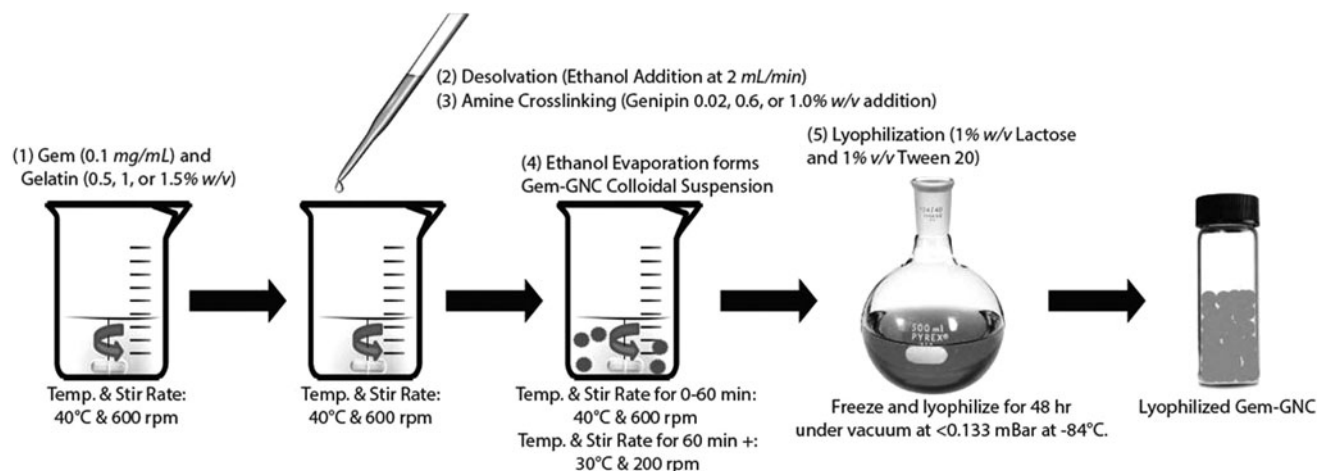 (2) Desolvation (Ethanol Addition at 2 mL/min)
(3) Amine Crosslinking (Genipin 0.02, 0.6, or 1.0% w/v addition)
(1) Gem (0.1 mg/mL) and
Gelatin (0.5, 1, or 1.5% w/v)
(4) Ethanol Evaporation forms
Gem-GNC Colloidal Suspension
(5) Lyophilization (1% w/v Lactose
and 1% v/v Tween 20)
500 ml
PYREX®
Temp. & Stir Rate:
40°C & 600 rpm
Temp. & Stir Rate:
40°C & 600 rpm
Temp. & Stir Rate for 0-60 min:
40°C & 600 rpm
Temp. & Stir Rate for 60 min +:
30°C & 200 rpm
Freeze and lyophilize for 48 hr
under vacuum at <0.133 mBar at -84°C.
Lyophilized Gem-GNC